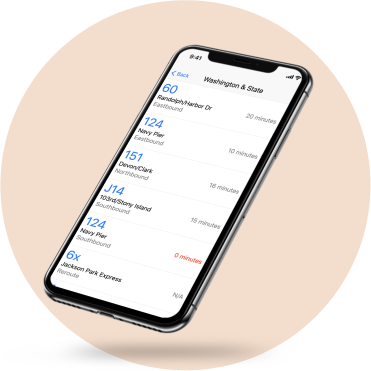 9:41
Back
Washington & State
60
Randolph/Harbor Dr
Eastbound
20 minutes
124
Navy Pier
Eastbound
10 minutes
151
Devon/Clark
Northbound
16 minutes
J14
103rd/Stony Island
Southbound
15 minutes
124
Navy Pier
Southbound
0 minutes
6x
Jackson Park Express
Reroute
N/A